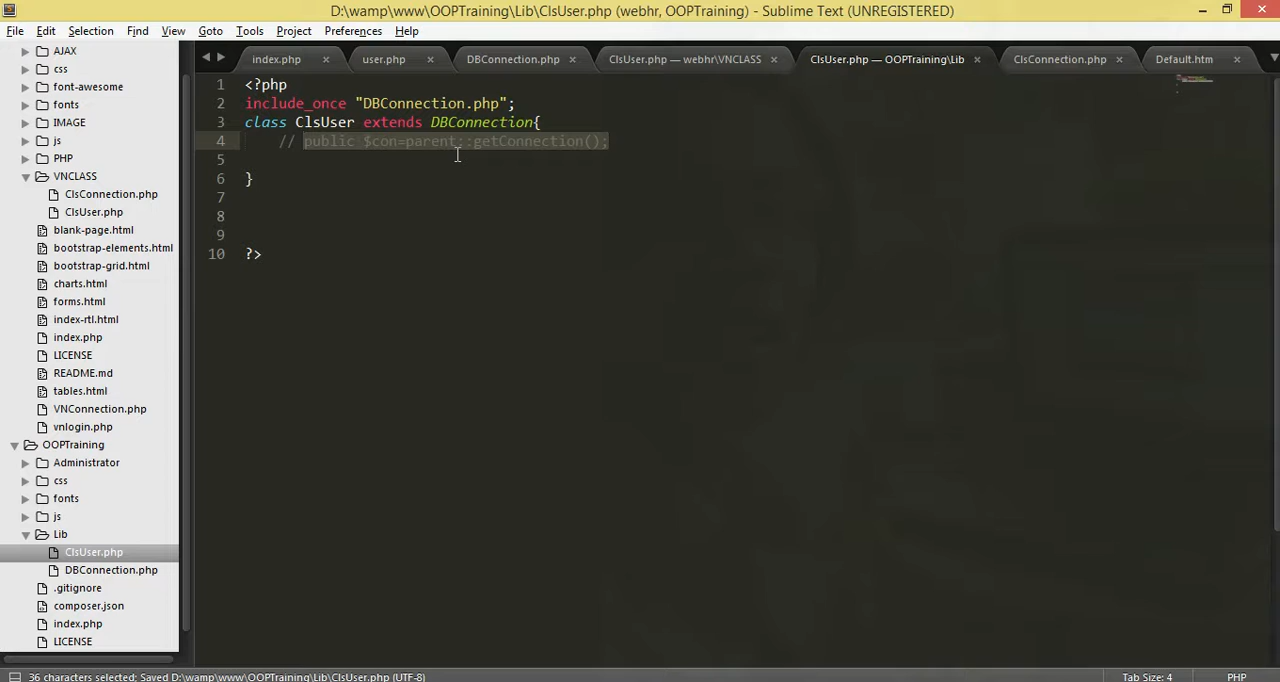 D:\wamp\www\OOPTraining\Lib\ClsUser.php (webhr, OOPTraining) - Sublime Text (UNREGISTERED)
File Edit Selection Find View Goto Tools Project Preferences Help
AJAX
css
font-awesome
fonts
IMAGE
js
PHP
VNCLASS
ClsConnection.php
ClsUser.php
blank-page.html
bootstrap-elements.html
bootstrap-grid.html
charts.html
forms.html
index-rtl.html
index.php
LICENSE
README.md
tables.html
VNConnection.php
vnlogin.php
OOPTraining
Administrator
css
fonts
js
Lib
ClsUser.php
DBConnection.php
.gitignore
composer.json
index.php
LICENSE
index.php × user.php × DBConnection.php × ClsUser.php — webhr\VNCLASS × ClsUser.php — OOPTraining\Lib × ClsConnection.php × Default.htm ×
1 <?php
2 include_once "DBConnection.php";
3 class ClsUser extends DBConnection{
4 // public $con=parent::getConnection();
5
6 }
7
8
9
10 ?>
36 characters selected; Saved D:\wamp\www\OOPTraining\Lib\ClsUser.php (UTF-8) Tab Size: 4 PHP